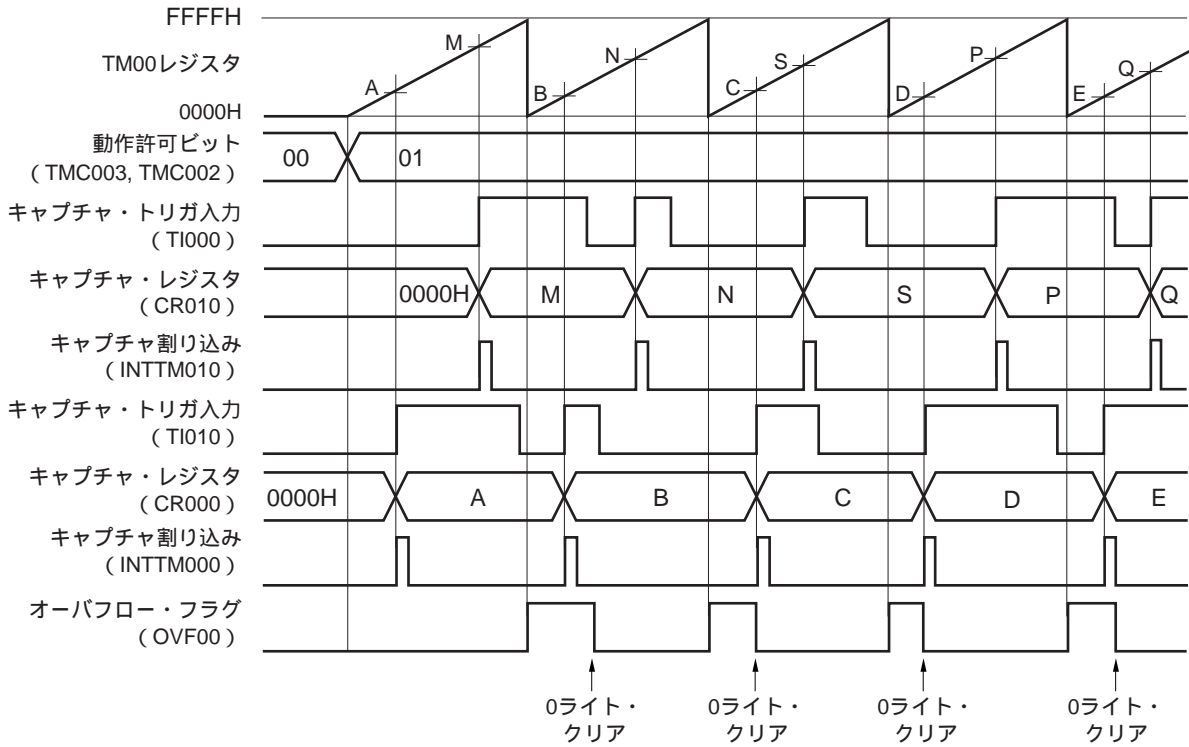 FFFFH
TM00レジスタ
0000H
A M B N C S D P E Q
動作許可ビット
（TMC003, TMC002）
00 01
キャプチャ・トリガ入力
（TI000）
キャプチャ・レジスタ
（CR010）
0000H M N S P Q
キャプチャ割り込み
（INTTM010）
キャプチャ・トリガ入力
（TI010）
キャプチャ・レジスタ
（CR000）
0000H A B C D E
キャプチャ割り込み
（INTTM000）
オーバフロー・フラグ
（OVF00）
0ライト・
クリア
0ライト・
クリア
0ライト・
クリア
0ライト・
クリア